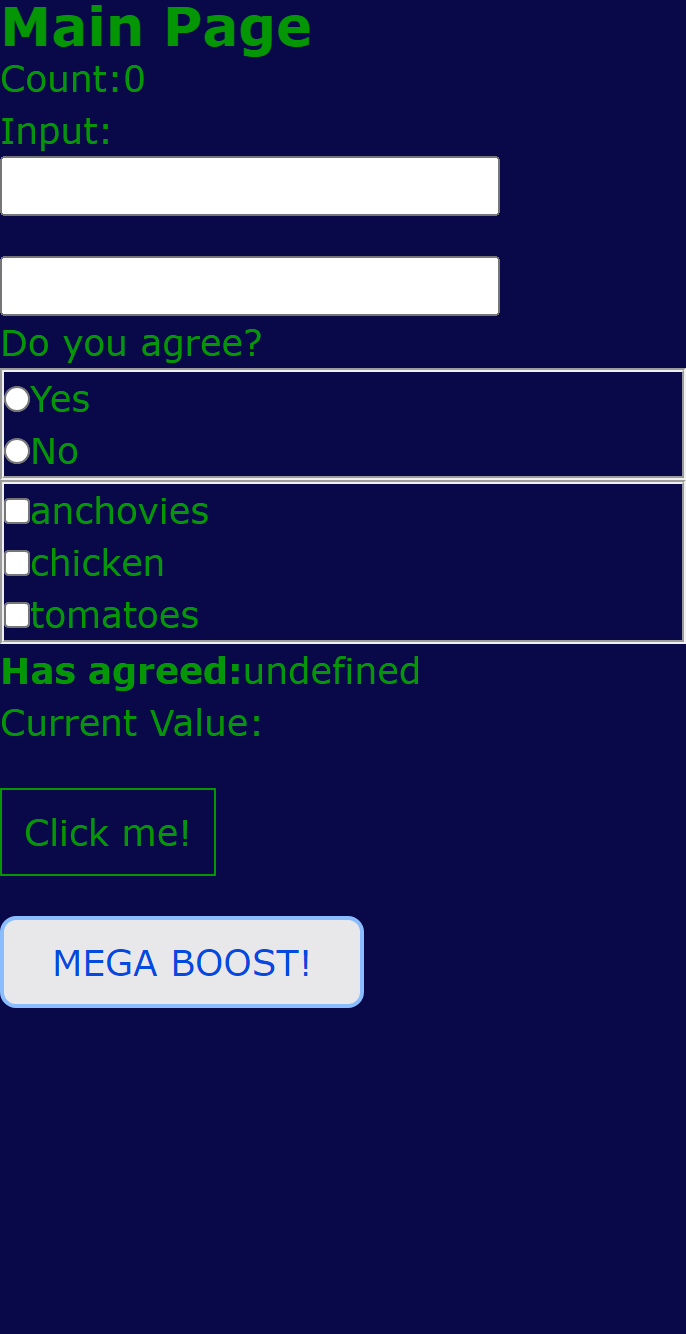 Main Page
Count:0
Input:
Do you agree?
Yes
No
anchovies
chicken
tomatoes
Has agreed:undefined
Current Value:
Click me!
MEGA BOOST!